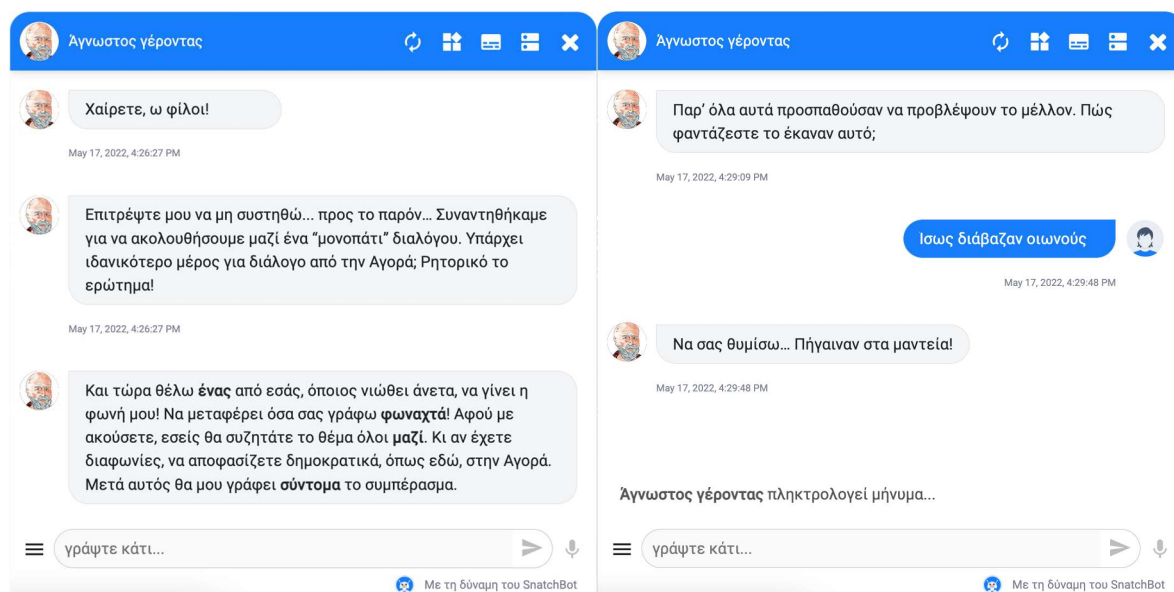 Άγνωστος γέροντας
Χαίρετε, ω φίλοι!
May 17, 2022, 4:26:27 PM
Επιτρέψτε μου να μη συστηθώ... προς το παρόν… Συναντηθήκαμε
για να ακολουθήσουμε μαζί ένα “μονοπάτι” διαλόγου. Υπάρχει
ιδανικότερο μέρος για διάλογο από την Αγορά; Ρητορικό το
ερώτημα!
May 17, 2022, 4:26:27 PM
Και τώρα θέλω ένας από εσάς, όποιος νιώθει άνετα, να γίνει η
φωνή μου! Να μεταφέρει όσα σας γράφω φωναχτά! Αφού με
ακούσετε, εσείς θα συζητάτε το θέμα όλοι μαζί. Κι αν έχετε
διαφωνίες, να αποφασίζετε δημοκρατικά, όπως εδώ, στην Αγορά.
Μετά αυτός θα μου γράφει σύντομα το συμπέρασμα.
γράψτε κάτι...
Με τη δύναμη του SnatchBot
Άγνωστος γέροντας
Παρ’ όλα αυτά προσπαθούσαν να προβλέψουν το μέλλον. Πώς
φαντάζεστε το έκαναν αυτό;
May 17, 2022, 4:29:09 PM
Ίσως διάβαζαν οιωνούς
May 17, 2022, 4:29:48 PM
Να σας θυμίσω… Πήγαιναν στα μαντεία!
May 17, 2022, 4:29:48 PM
Άγνωστος γέροντας πληκτρολογεί μήνυμα...
γράψτε κάτι...
Με τη δύναμη του SnatchBot